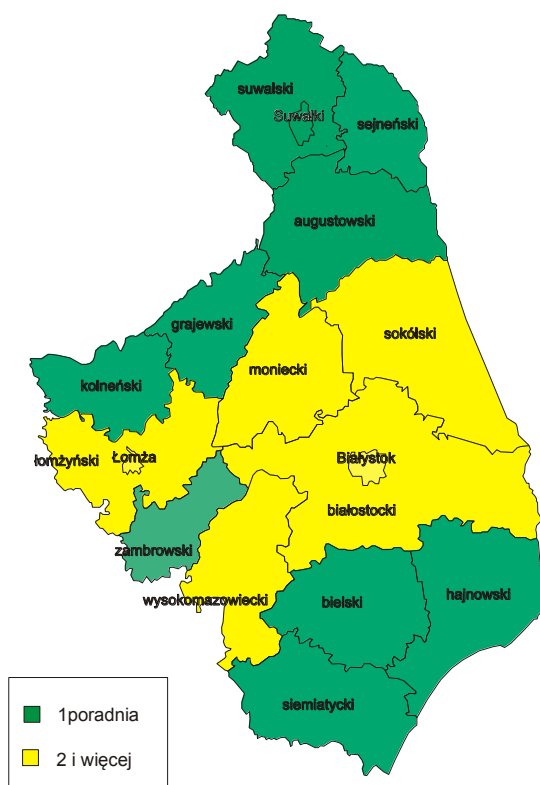 suwalski
Suwałki
sejneński
augustowski
grajewski
sokólski
moniecki
kolneński
łomżyński
Łomża
Białystok
białostocki
zambrowski
wysokomazowiecki
bielski
hajnowski
siemiatycki
1poradnia
2 i więcej